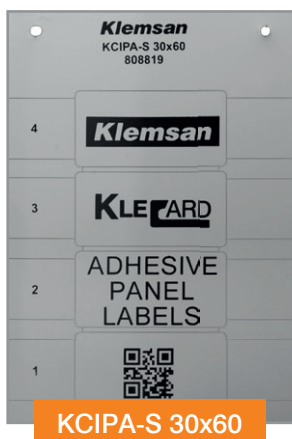 Klemsan
KCIPA-S 30x60
808819
4
Klemsan
3
KLECARD
2
ADHESIVE
PANEL
LABELS
1
KCIPA-S 30x60